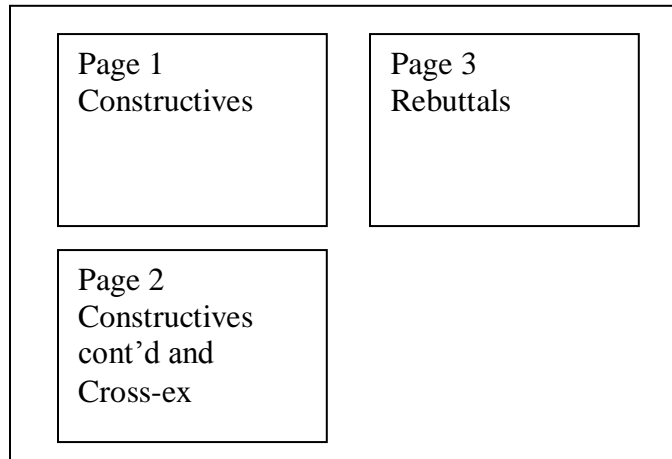 Page 1
Constructives
Page 3
Rebuttals
Page 2
Constructives
cont’d and
Cross-ex